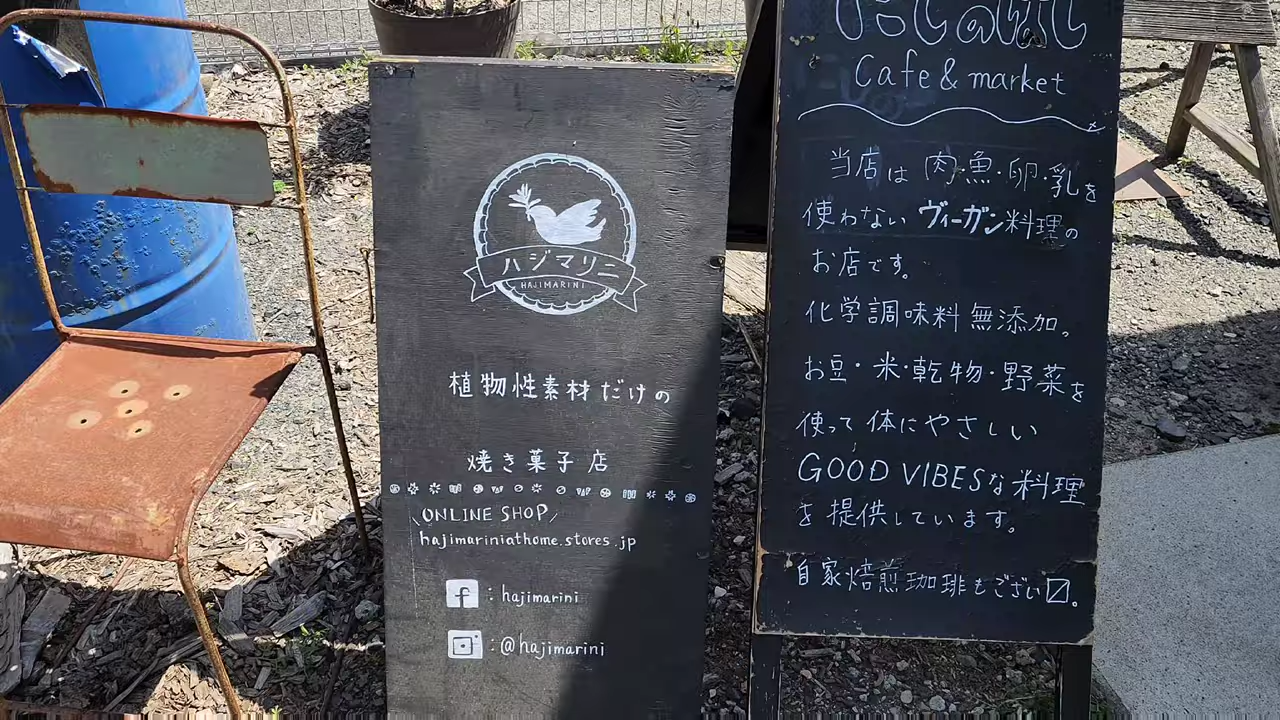 ハジマリニ
HAJIMARINI
植物性素材だけの
焼き菓子店
\ONLINE SHOP/
hajimariniathome.stores.jp
f : hajimarini
: @hajimarini
Cafe & market
当店は肉・魚・卵・乳を
使わないヴィーガン料理の
お店です。
化学調味料無添加。
お豆・米・乾物・野菜を
使って体にやさしい
GOOD VIBESな料理
を提供しています。
自家焙煎珈琲もござい〼。